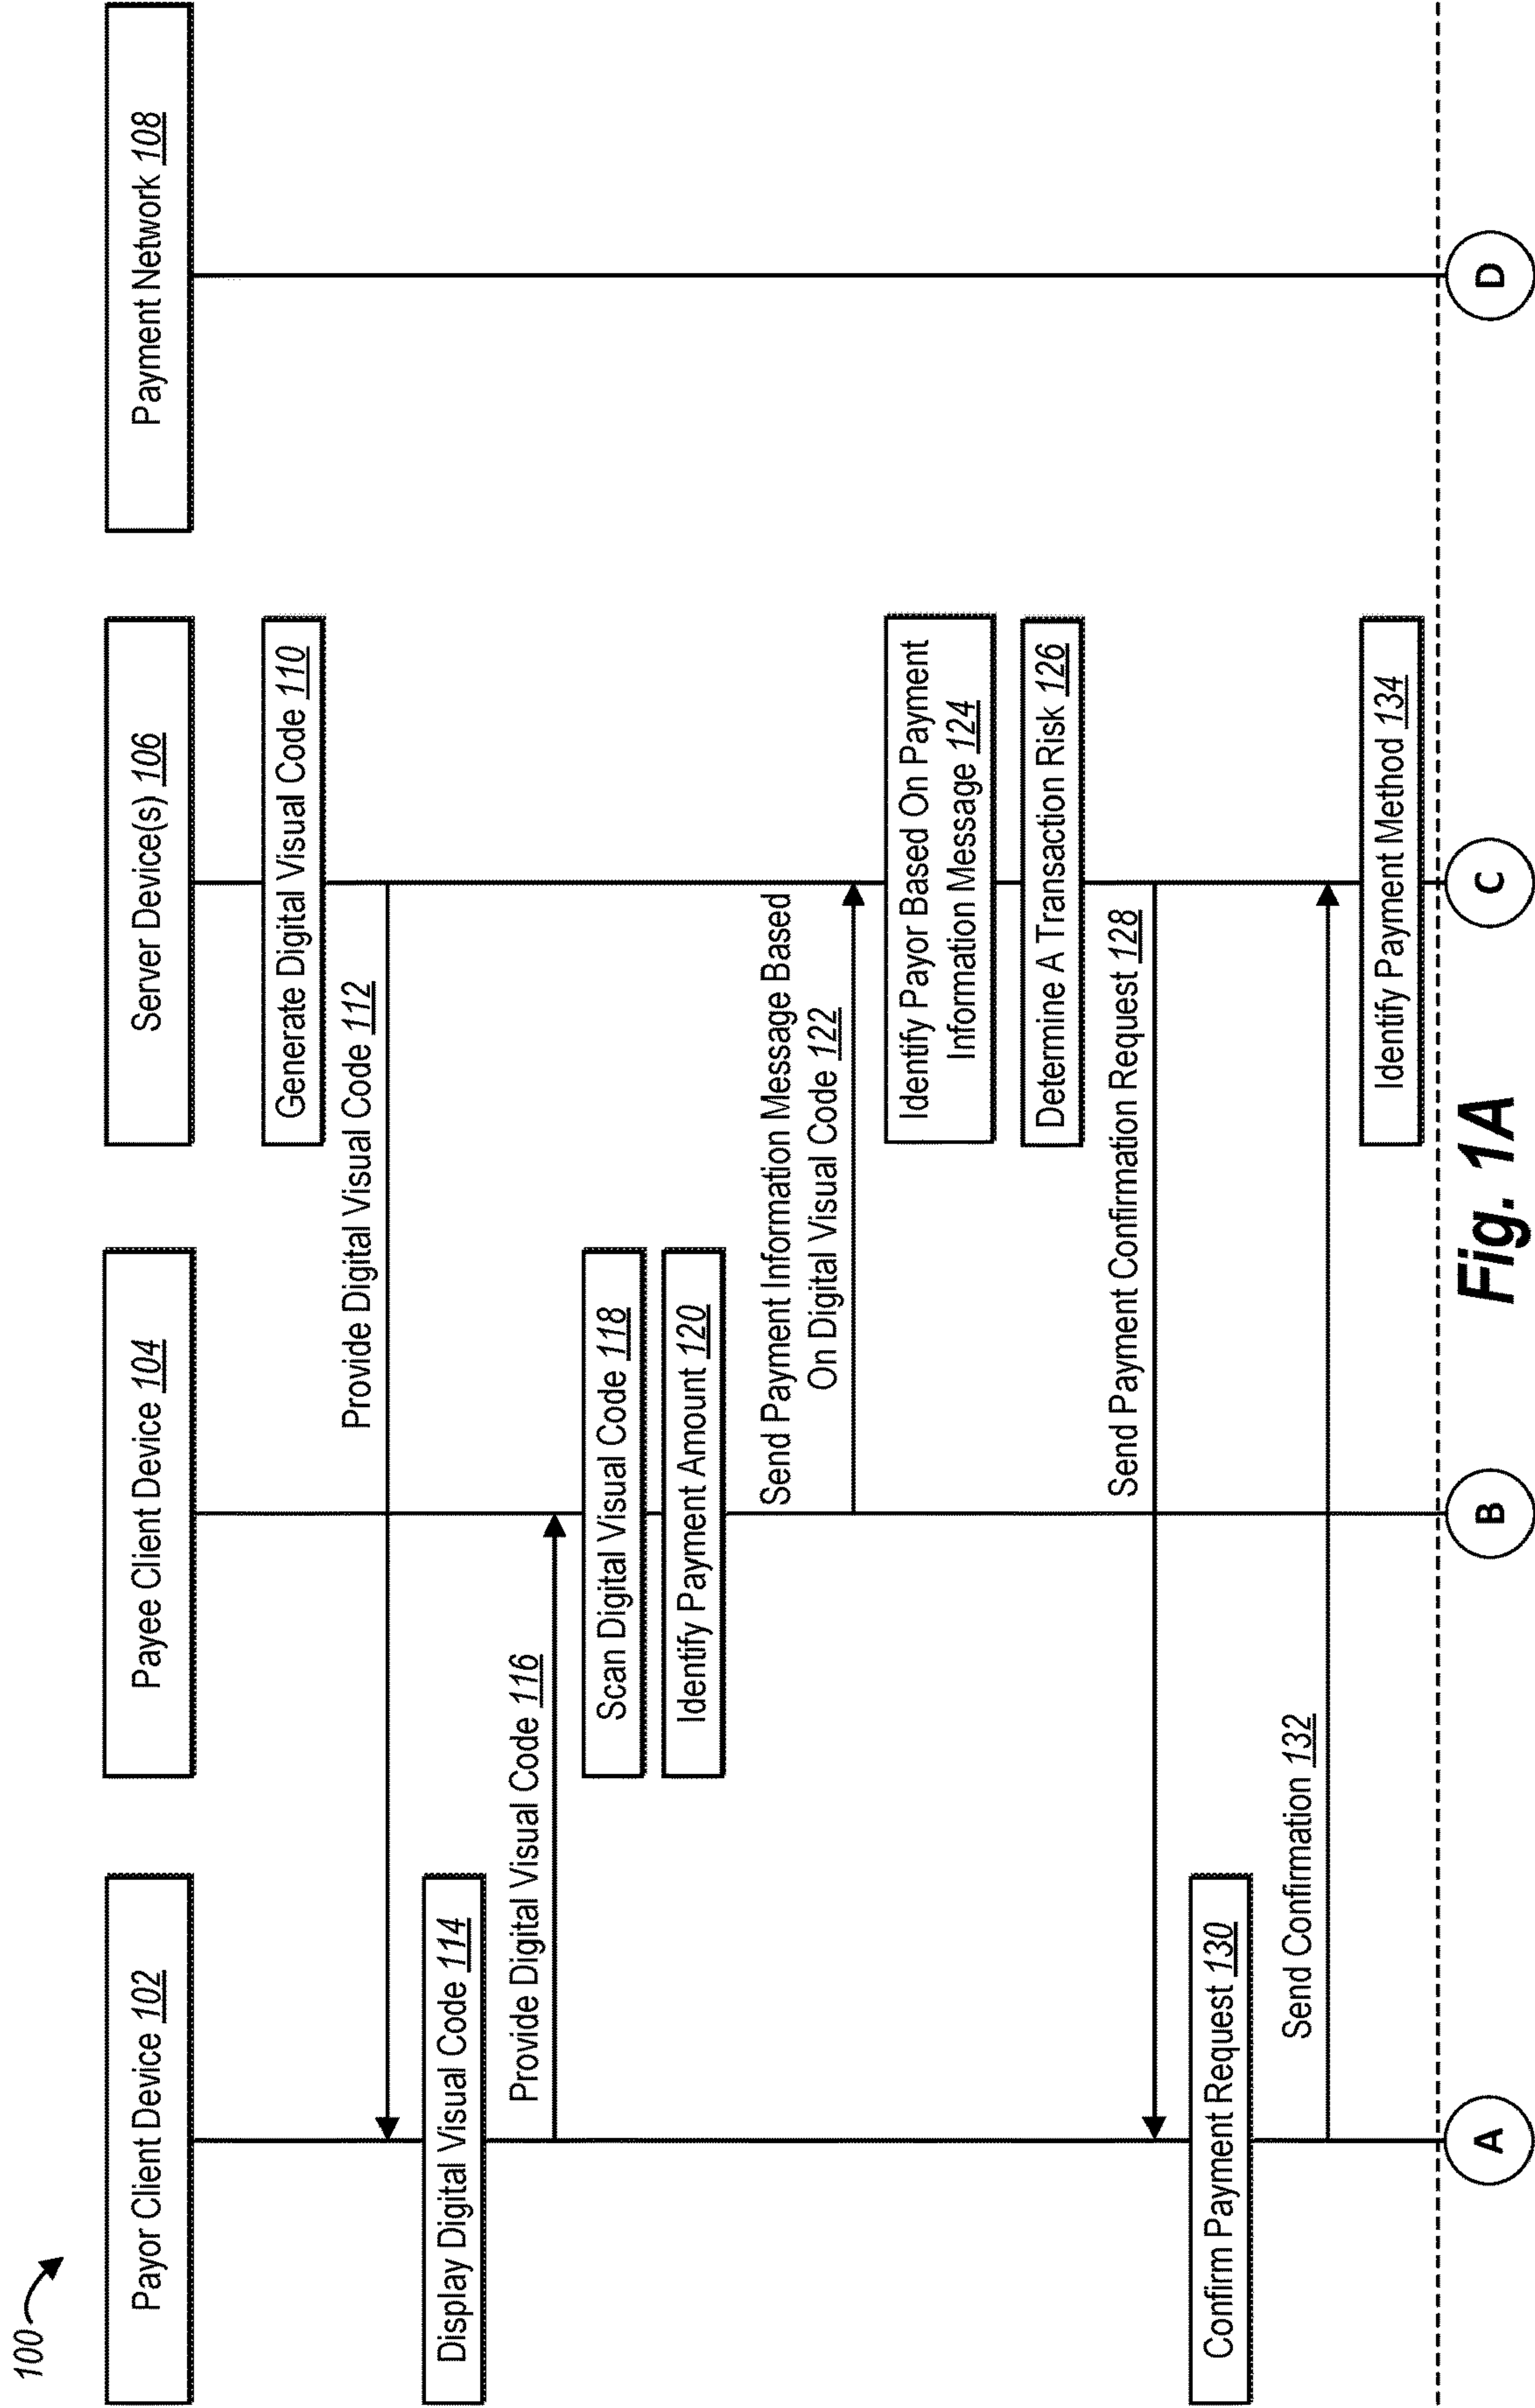 100
Payor Client Device 102
Payee Client Device 104
Server Device(s) 106
Payment Network 108
Generate Digital Visual Code 110
Provide Digital Visual Code 112
Display Digital Visual Code 114
Provide Digital Visual Code 116
Scan Digital Visual Code 118
Identify Payment Amount 120
Send Payment Information Message Based
On Digital Visual Code 122
Identify Payor Based On Payment
Information Message 124
Determine A Transaction Risk 126
Send Payment Confirmation Request 128
Confirm Payment Request 130
Send Confirmation 132
Identify Payment Method 134
A
B
C
D
Fig. 1A